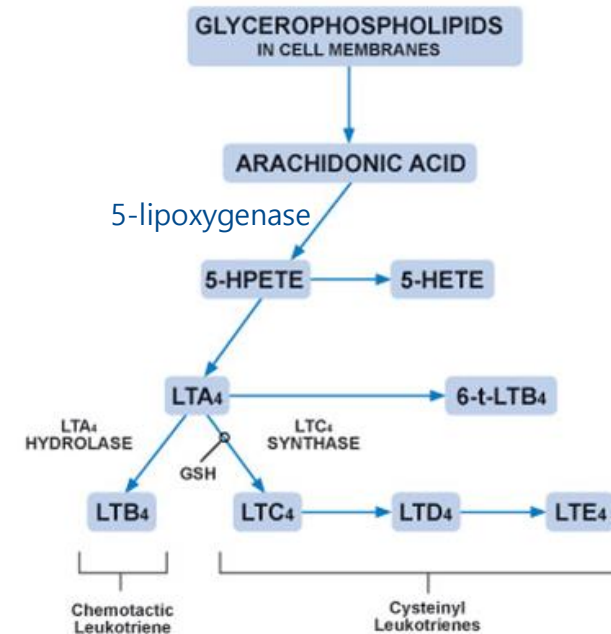 GLYCEROPHOSPHOLIPIDS
IN CELL MEMBRANES
ARACHIDONIC ACID
5-lipoxygenase
5-HPETE
5-HETE
LTA4
6-t-LTB4
LTA4
HYDROLASE
LTC4
SYNTHASE
GSH
LTB4
LTC4
LTD4
LTE4
Chemotactic
Leukotriene
Cysteinyl
Leukotrienes